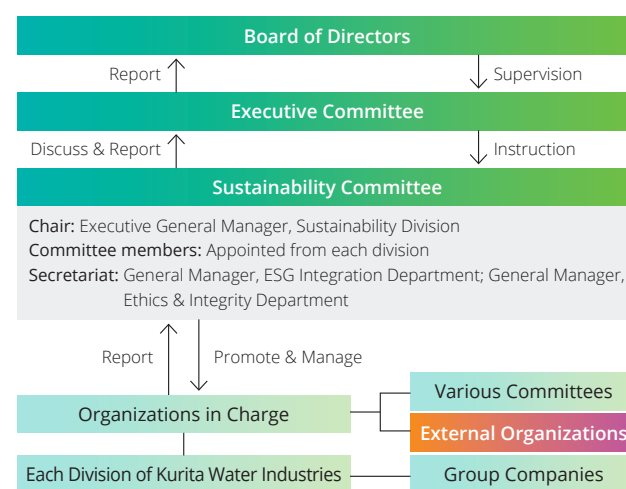 Board of Directors
Report
Supervision
Executive Committee
Discuss & Report
Instruction
Sustainability Committee
Chair: Executive General Manager, Sustainability Division
Committee members: Appointed from each division
Secretariat: General Manager, ESG Integration Department; General Manager,
Ethics & Integrity Department
Report
Promote & Manage
Organizations in Charge
Various Committees
External Organizations
Each Division of Kurita Water Industries
Group Companies